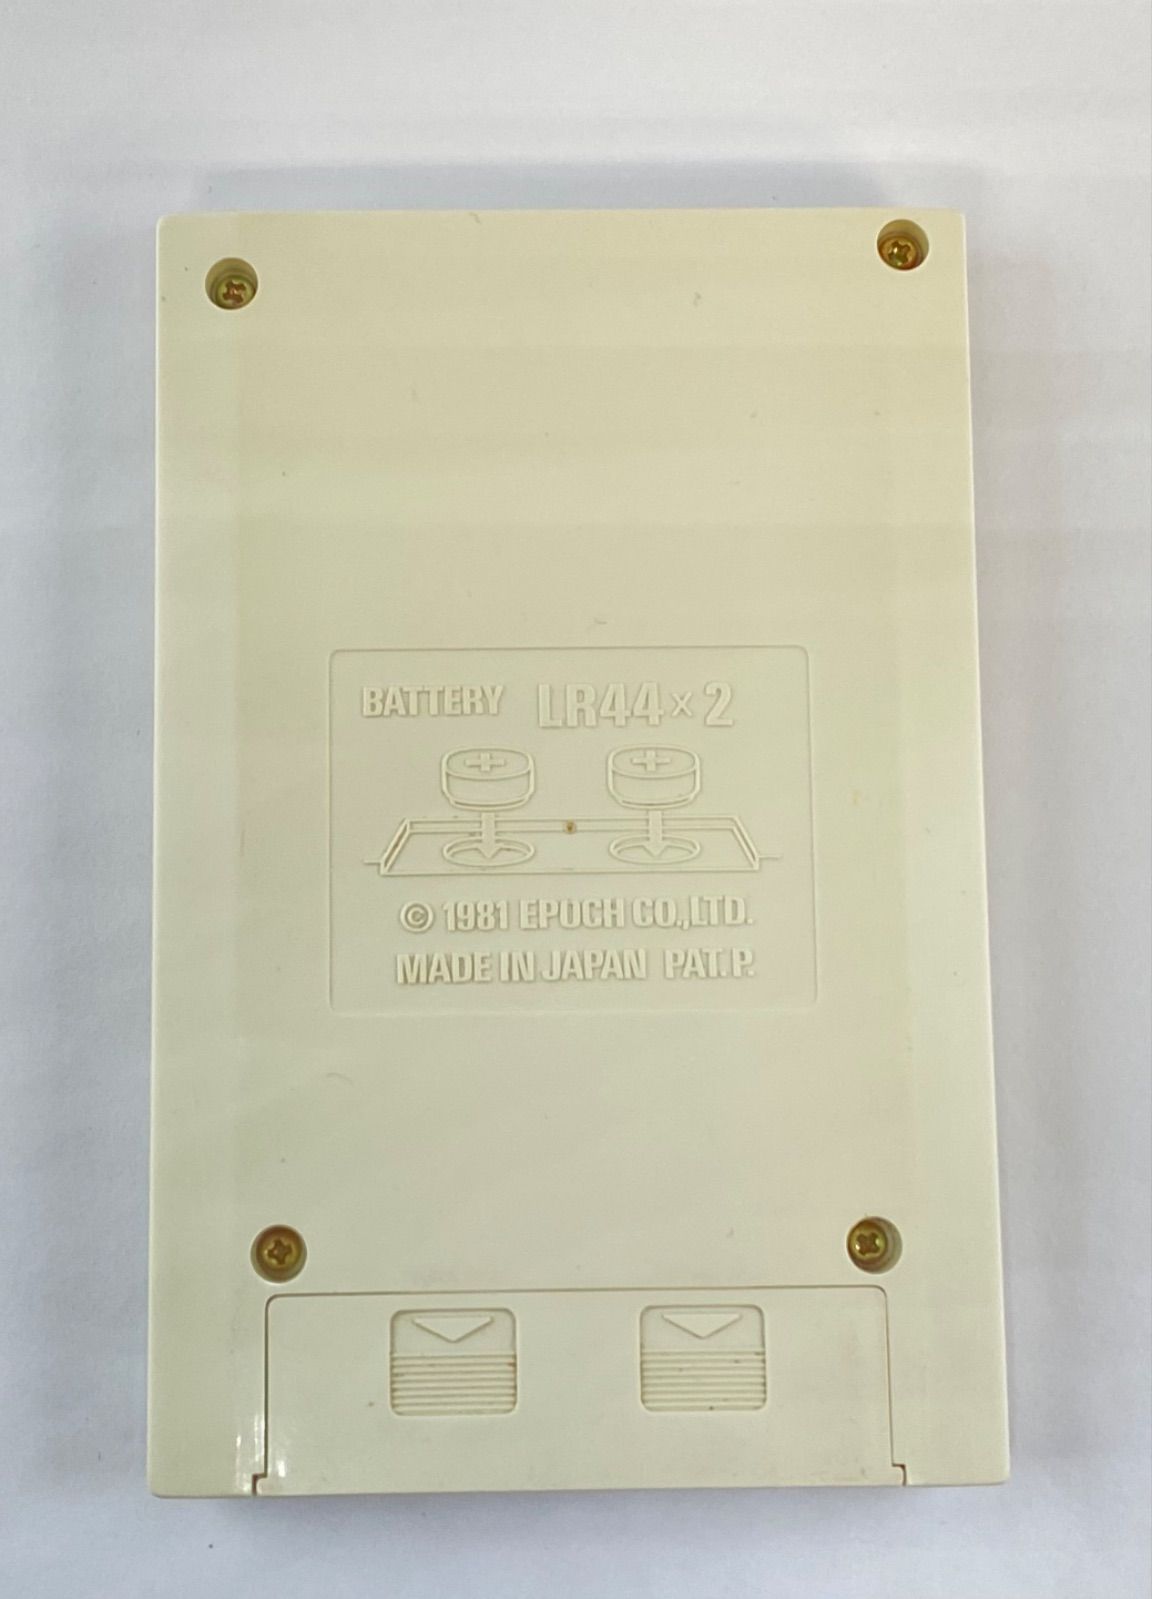 BATTERY LR44×2
© 1981 EPOCH CO.,LTD.
MADE IN JAPAN PAT. P.